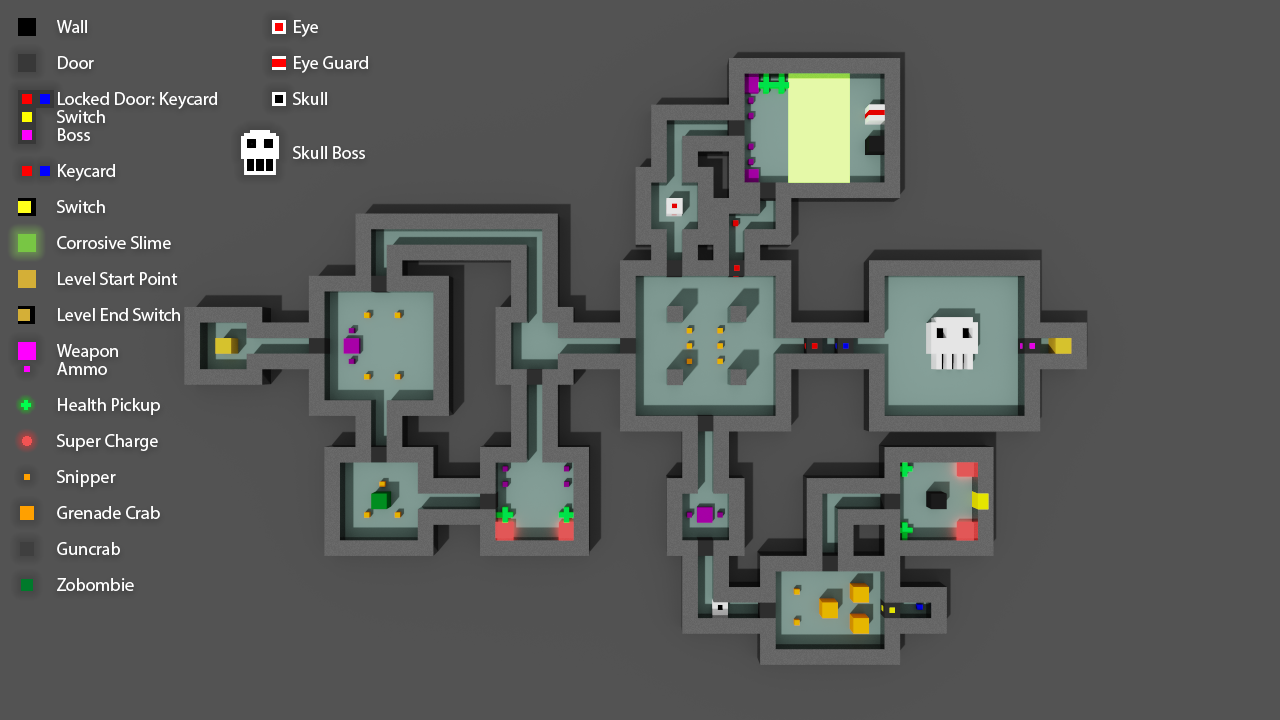 Wall
Door
Locked Door: Keycard
Switch
Boss
Keycard
Switch
Corrosive Slime
Level Start Point
Level End Switch
Weapon
Ammo
Health Pickup
Super Charge
Snipper
Grenade Crab
Guncrab
Zobombie
Eye
Eye Guard
Skull
Skull Boss